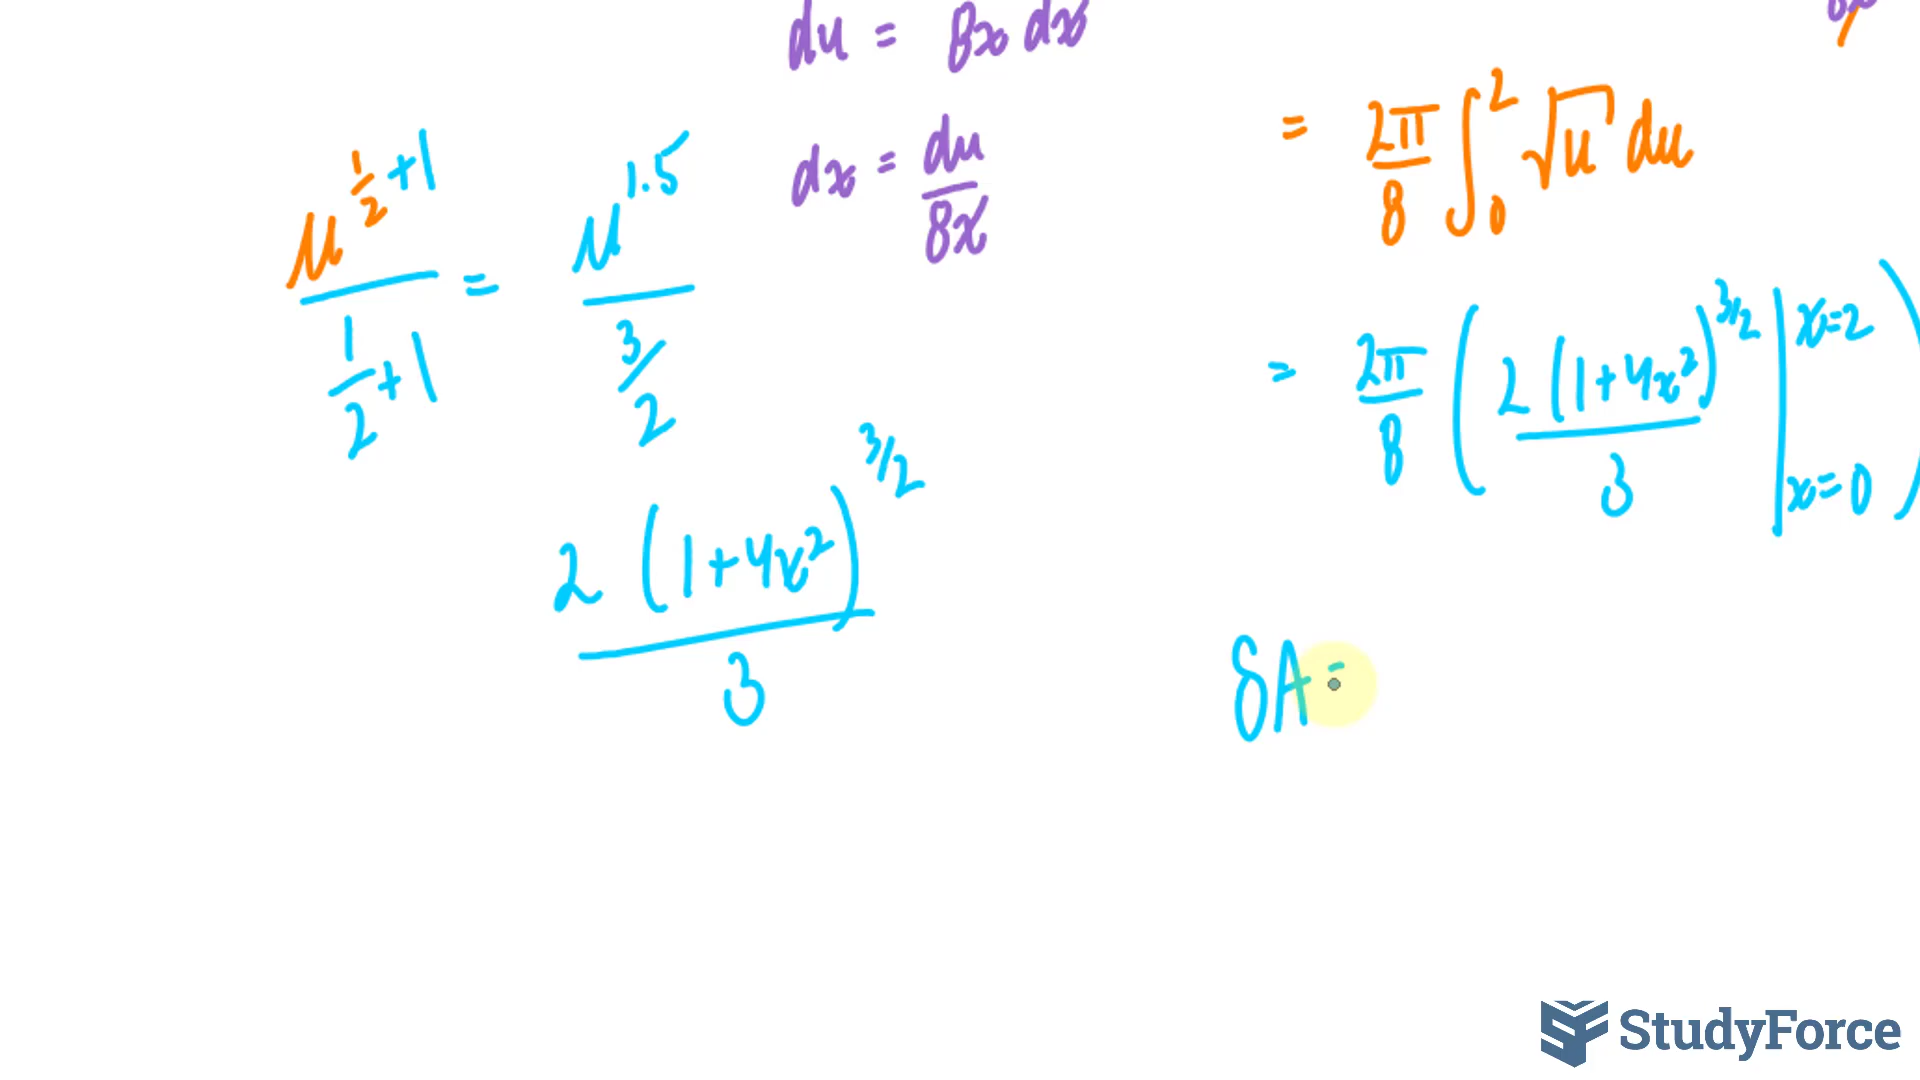 du = 8x dx
dx = du/8x
= 2π/8 ∫₀² √u du
u^(1/2+1)/(1/2+1) = u^1.5/(3/2)
= 2π/8 (2(1+4x²)^(3/2)/3 | x=2 x=0)
2(1+4x²)^(3/2)/3
SA =
StudyForce